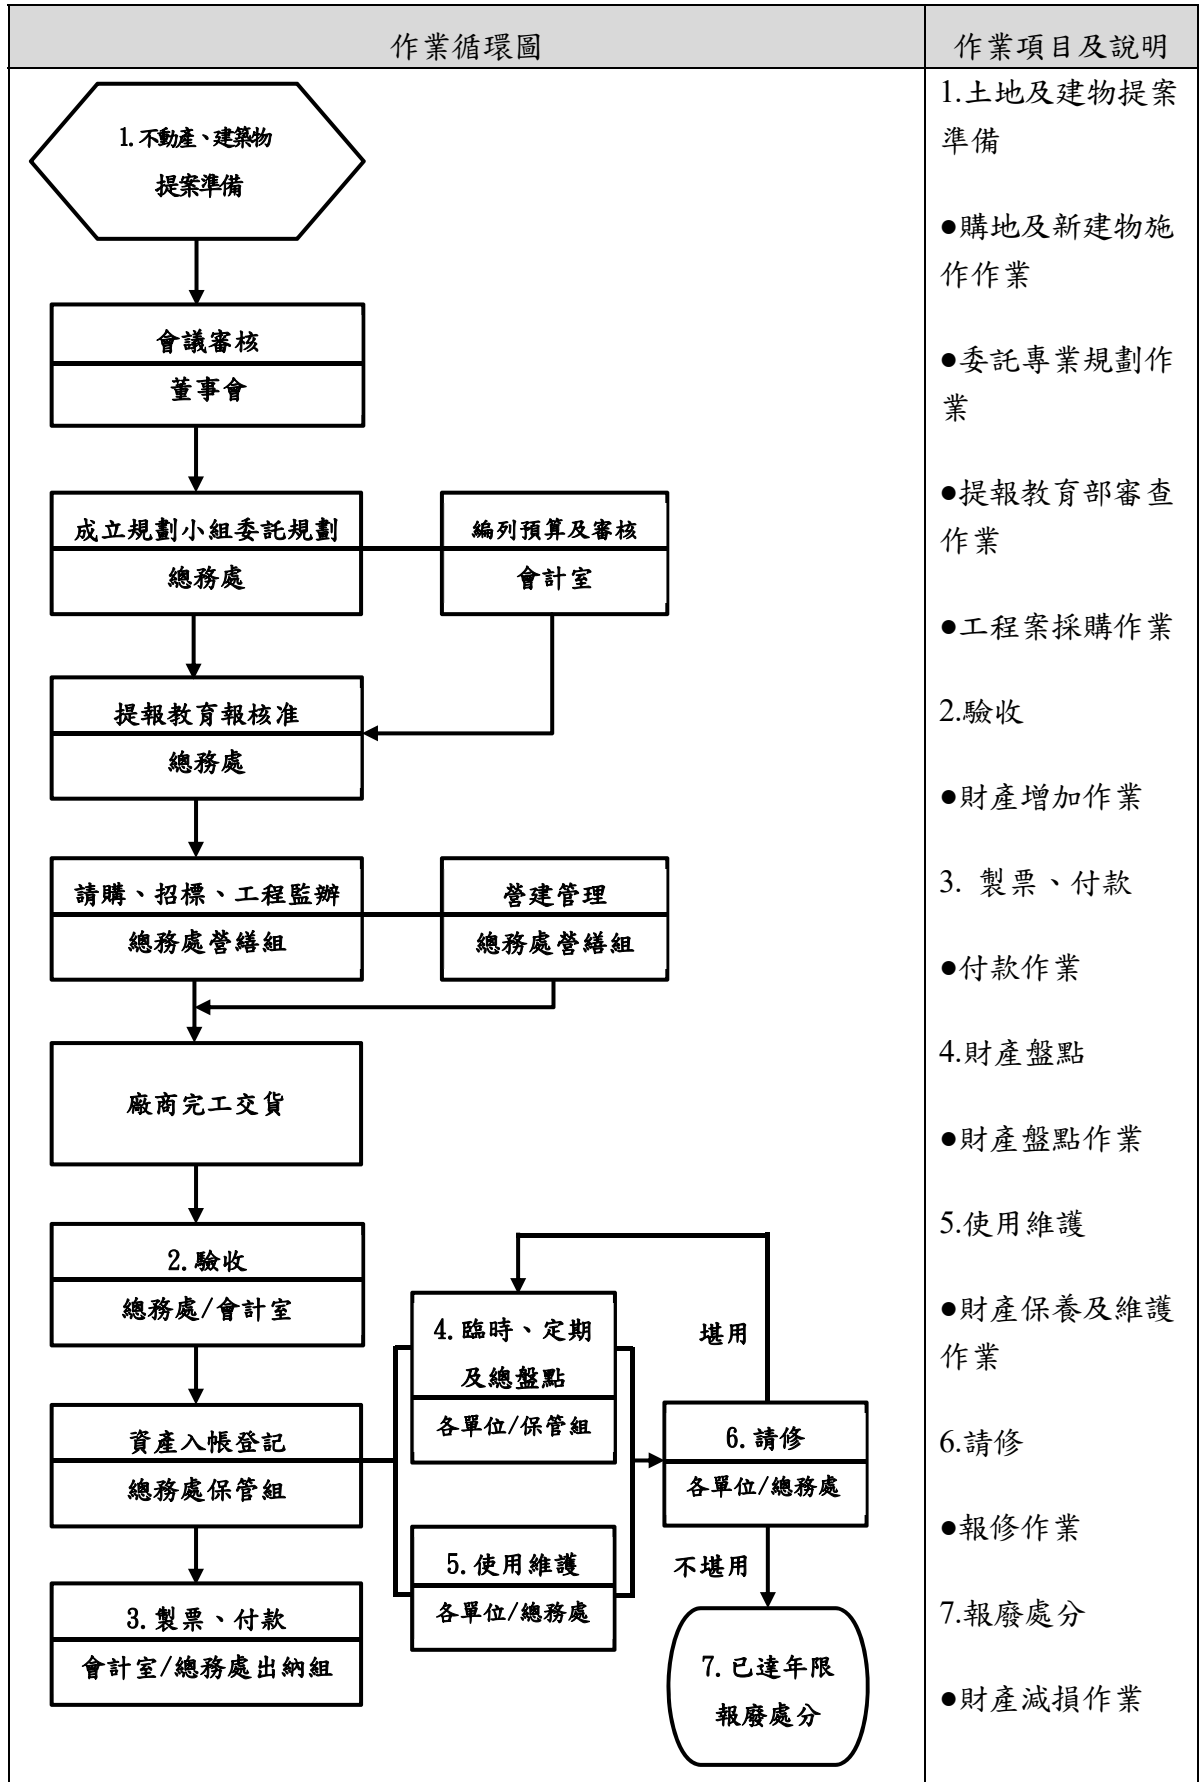 作業循環圖
作業項目及說明
1.不動產、建築物
提案準備
會議審核
董事會
成立規劃小組委託規劃
總務處
編列預算及審核
會計室
提報教育報核准
總務處
請購、招標、工程監辦
總務處營繕組
營建管理
總務處營繕組
廠商完工交貨
2.驗收
總務處/會計室
資產入帳登記
總務處保管組
3.製票、付款
會計室/總務處出納組
4.臨時、定期
及總盤點
各單位/保管組
5.使用維護
各單位/總務處
堪用
6.請修
各單位/總務處
不堪用
7.已達年限
報廢處分
1.土地及建物提案
準備
●購地及新建物施
作作業
●委託專業規劃作
業
●提報教育部審查
作業
●工程案採購作業
2.驗收
●財產增加作業
3. 製票、付款
●付款作業
4.財產盤點
●財產盤點作業
5.使用維護
●財產保養及維護
作業
6.請修
●報修作業
7.報廢處分
●財產減損作業